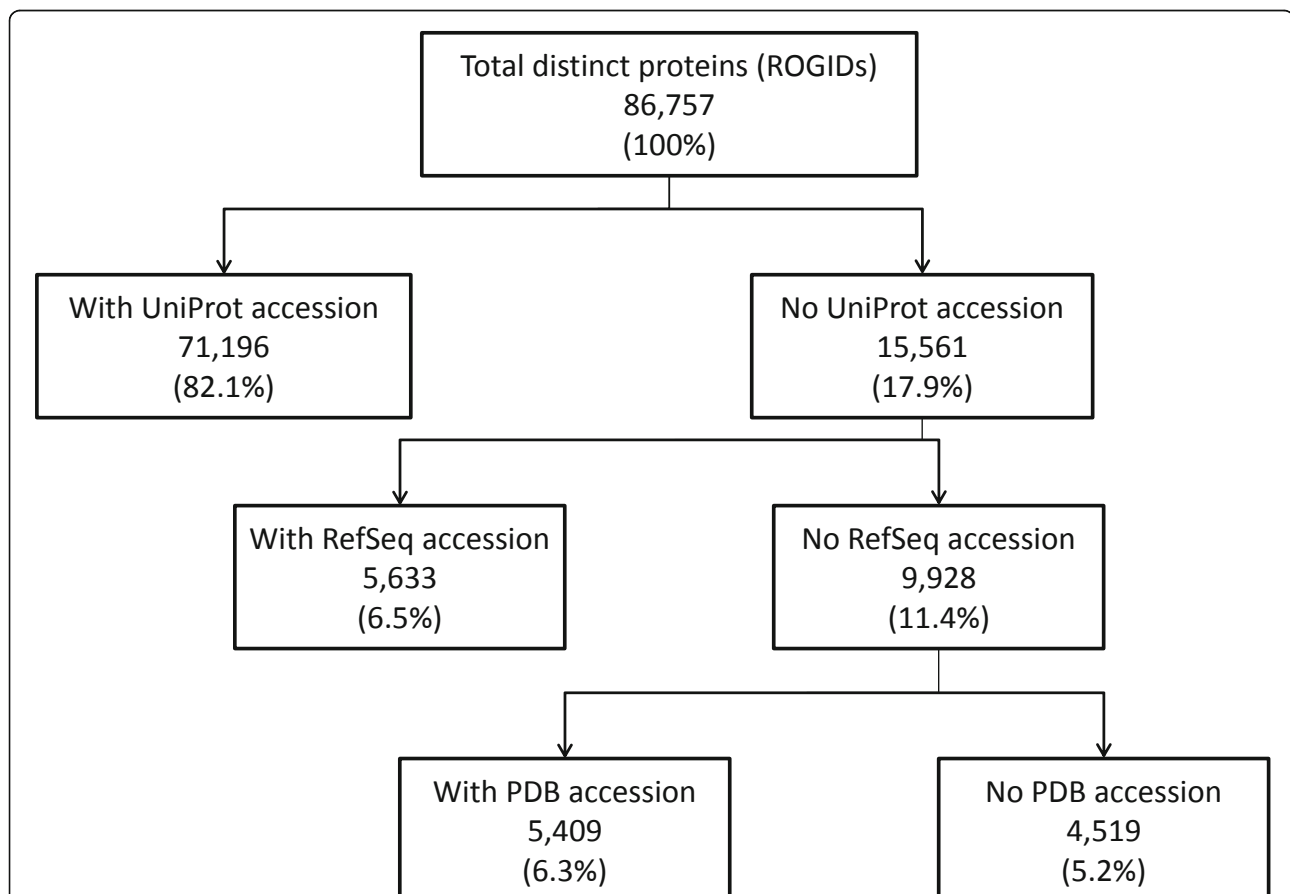 Total distinct proteins (ROGIDs)
86,757
(100%)
With UniProt accession
71,196
(82.1%)
No UniProt accession
15,561
(17.9%)
With RefSeq accession
5,633
(6.5%)
No RefSeq accession
9,928
(11.4%)
With PDB accession
5,409
(6.3%)
No PDB accession
4,519
(5.2%)